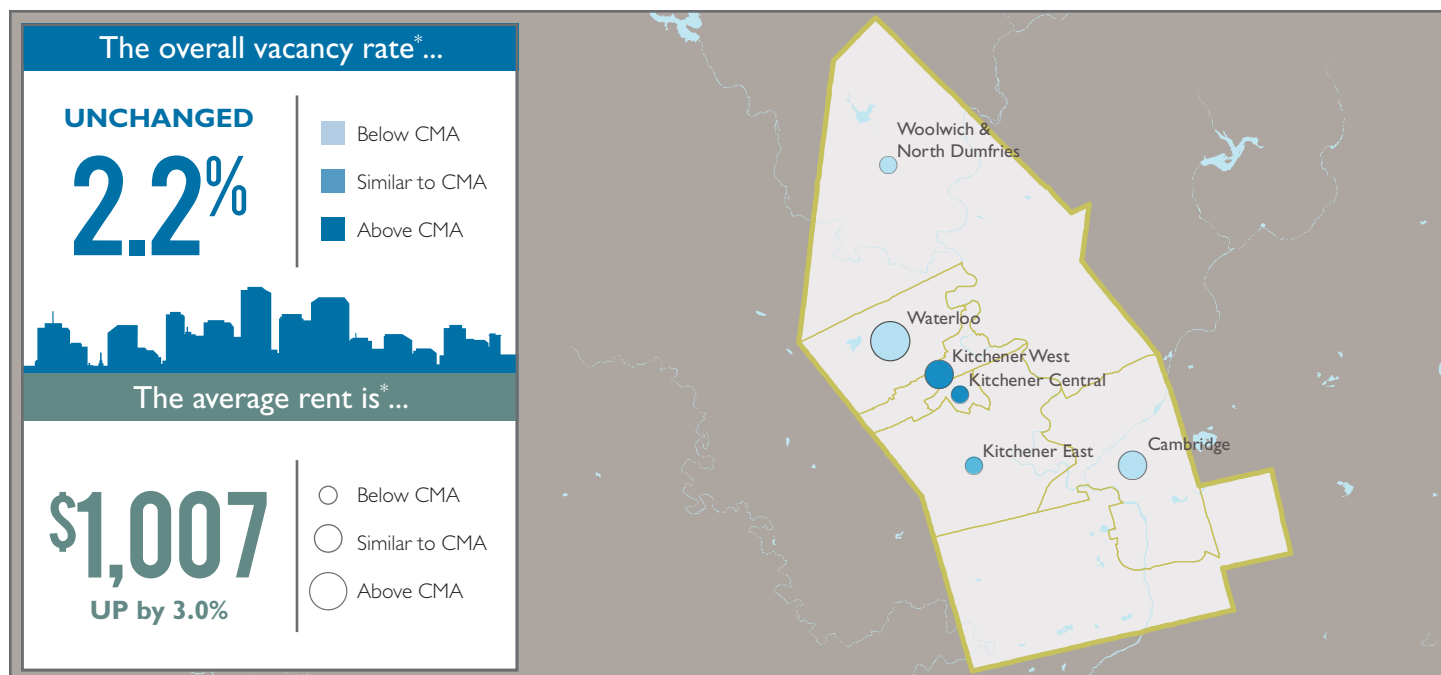 The overall vacancy rate*...
UNCHANGED
2.2%
Below CMA
Similar to CMA
Above CMA
The average rent is*...
$1,007
UP by 3.0%
Below CMA
Similar to CMA
Above CMA
Woolwich &
North Dumfries
Waterloo
Kitchener West
Kitchener Central
Kitchener East
Cambridge